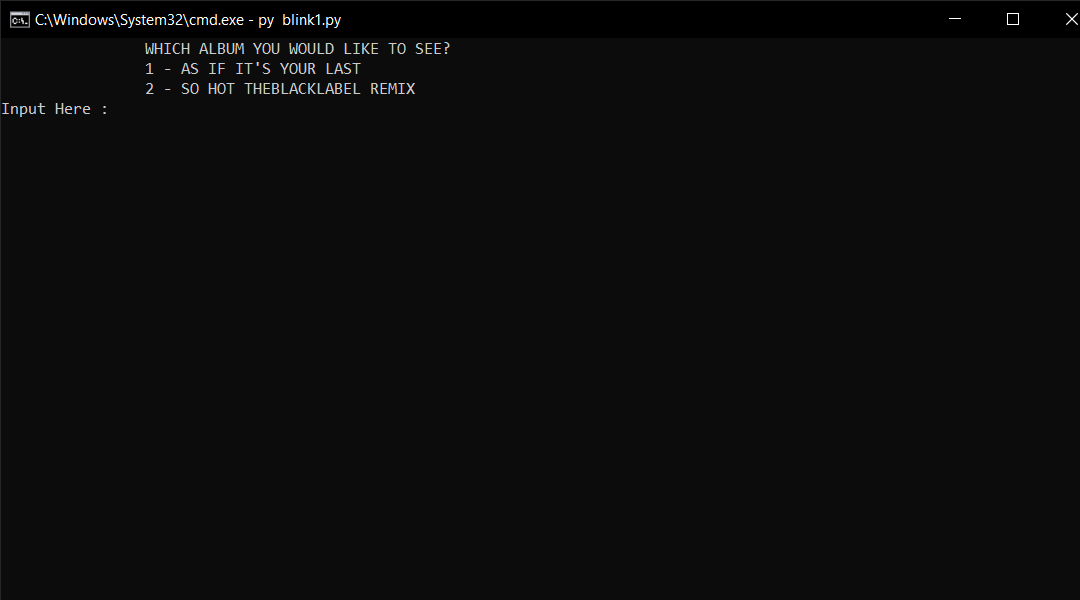 C:\Windows\System32\cmd.exe - py  blink1.py
WHICH ALBUM YOU WOULD LIKE TO SEE?
1 - AS IF IT'S YOUR LAST
2 - SO HOT THEBLACKLABEL REMIX
Input Here :